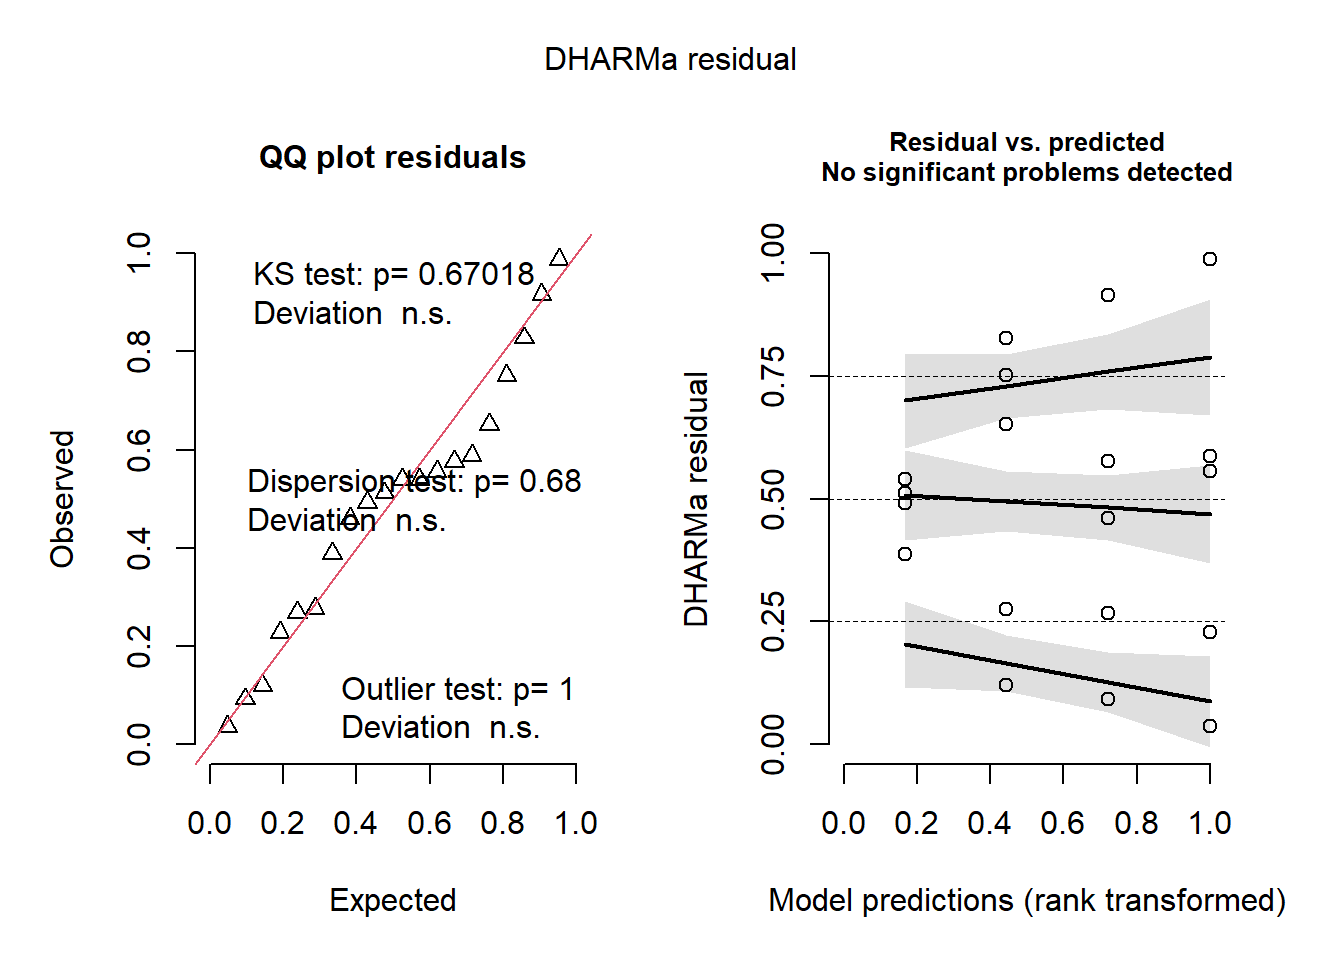 DHARMa residual
QQ plot residuals
KS test: p= 0.67018
Deviation  n.s.
Dispersion test: p= 0.68
Deviation  n.s.
Outlier test: p= 1
Deviation  n.s.
Observed
0.0
0.2
0.4
0.6
0.8
1.0
0.0 0.2 0.4 0.6 0.8 1.0
Expected
Residual vs. predicted
No significant problems detected
DHARMa residual
0.00
0.25
0.50
0.75
1.00
0.0 0.2 0.4 0.6 0.8 1.0
Model predictions (rank transformed)